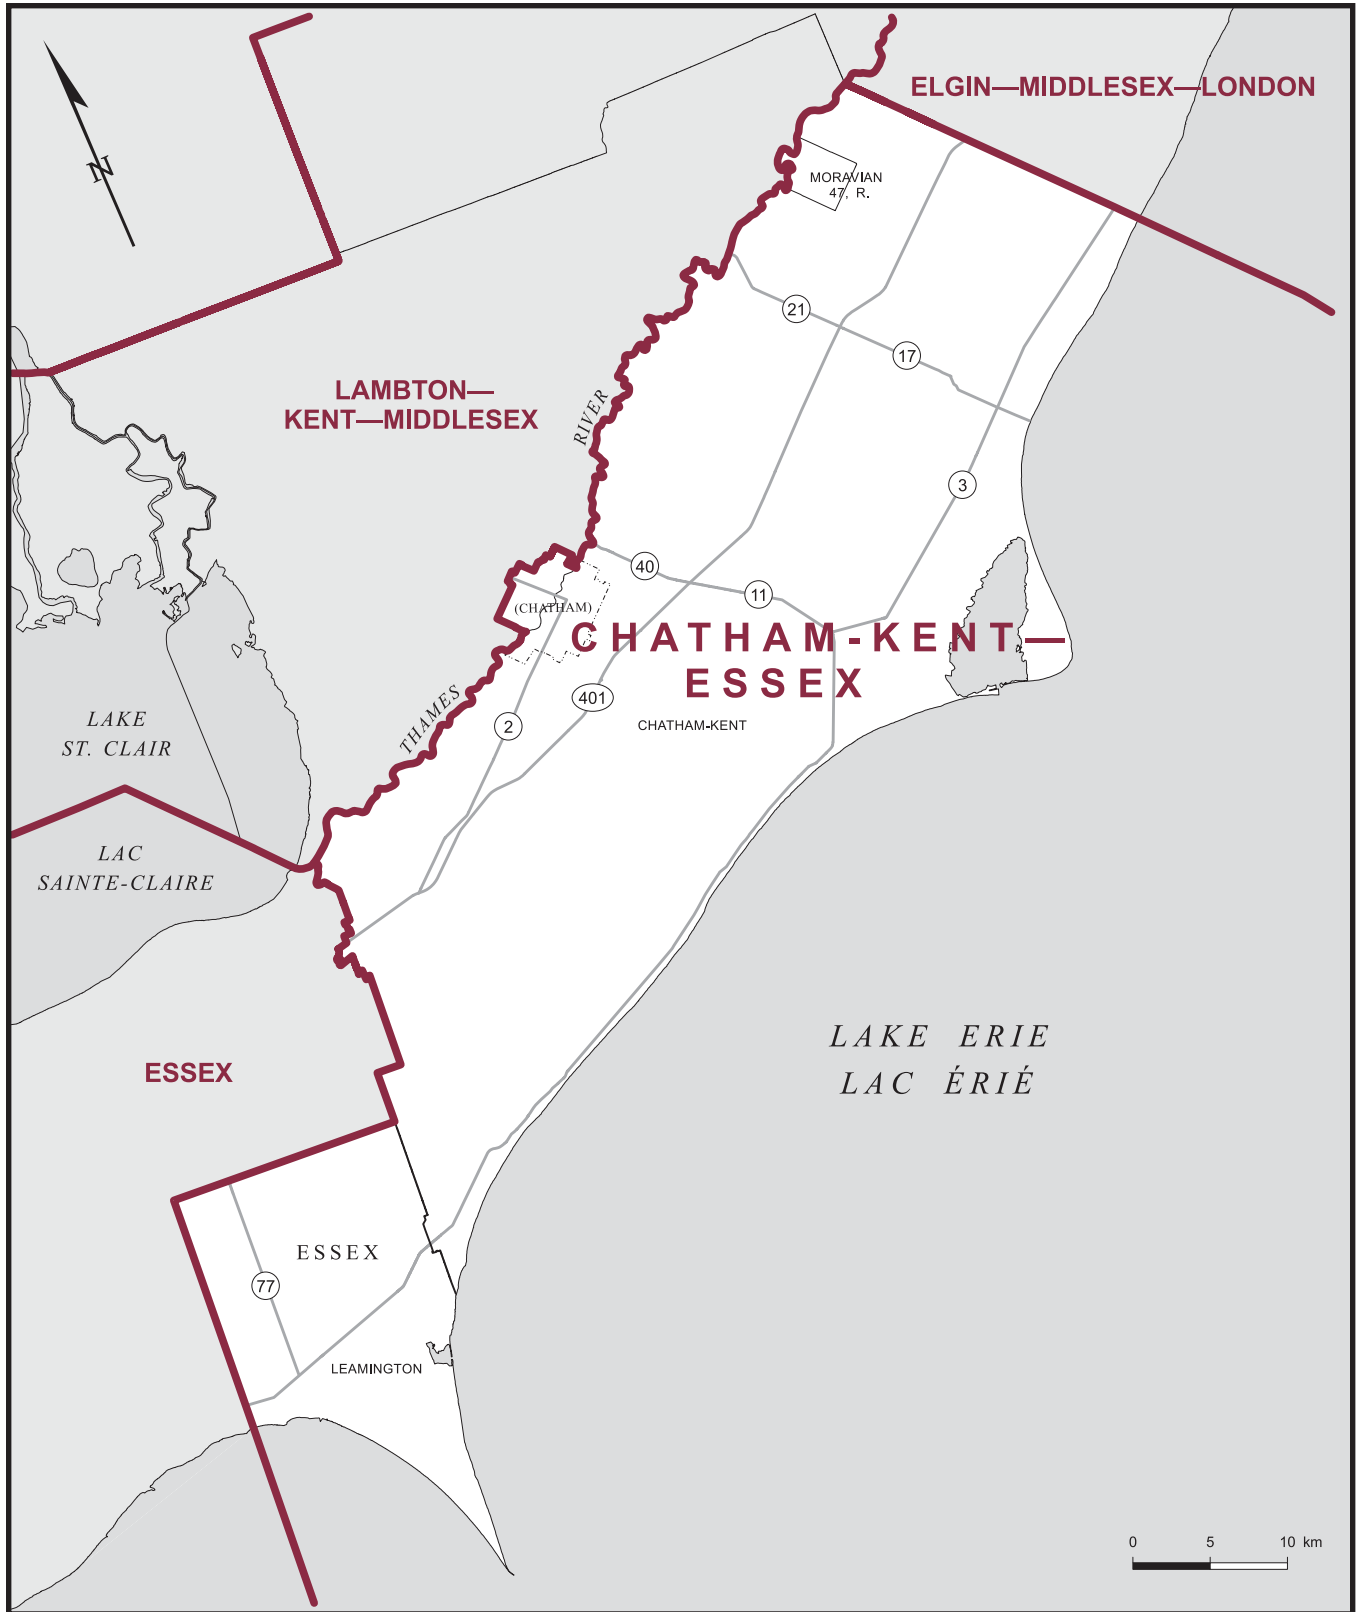 N
ELGIN—MIDDLESEX—LONDON
MORAVIAN
47, R.
21
17
LAMBTON—
KENT—MIDDLESEX
RIVER
3
40
11
(CHATHAM)
CHATHAM-KENT—
ESSEX
401
CHATHAM-KENT
2
THAMES
LAKE
ST. CLAIR
LAC
SAINTE-CLAIRE
LAKE ERIE
LAC ÉRIÉ
ESSEX
ESSEX
77
LEAMINGTON
0 5 10 km